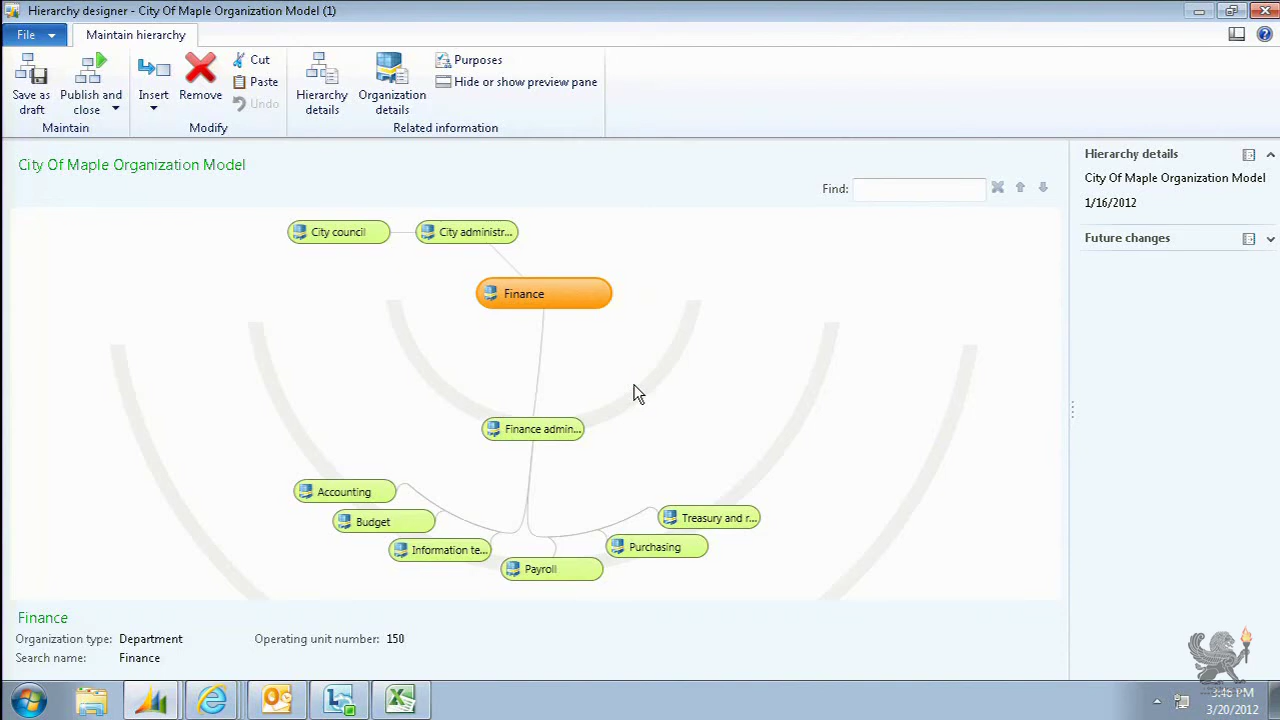 Hierarchy designer - City Of Maple Organization Model (1)
File
Maintain hierarchy
Save as draft
Publish and close
Insert
Remove
Cut
Paste
Undo
Hierarchy details
Organization details
Purposes
Hide or show preview pane
Maintain
Modify
Related information
City Of Maple Organization Model
Find:
City council
City administr...
Finance
Finance admin...
Accounting
Budget
Information te...
Payroll
Purchasing
Treasury and r...
Hierarchy details
City Of Maple Organization Model
1/16/2012
Future changes
Finance
Organization type: Department
Operating unit number: 150
Search name: Finance
3:46 PM
3/20/2012